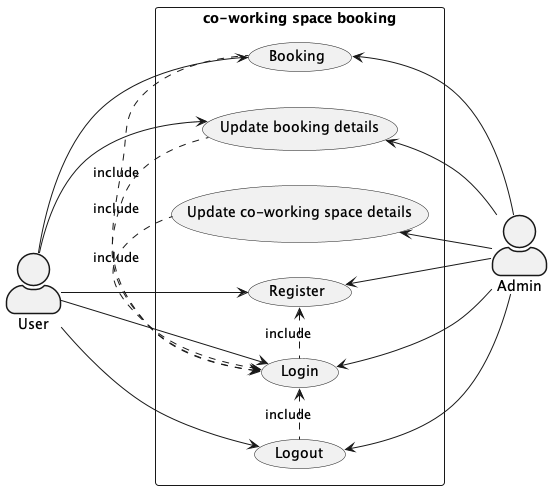 co-working space booking
Booking
Update booking details
include
include
Update co-working space details
include
User
Admin
Register
include
Login
include
Logout